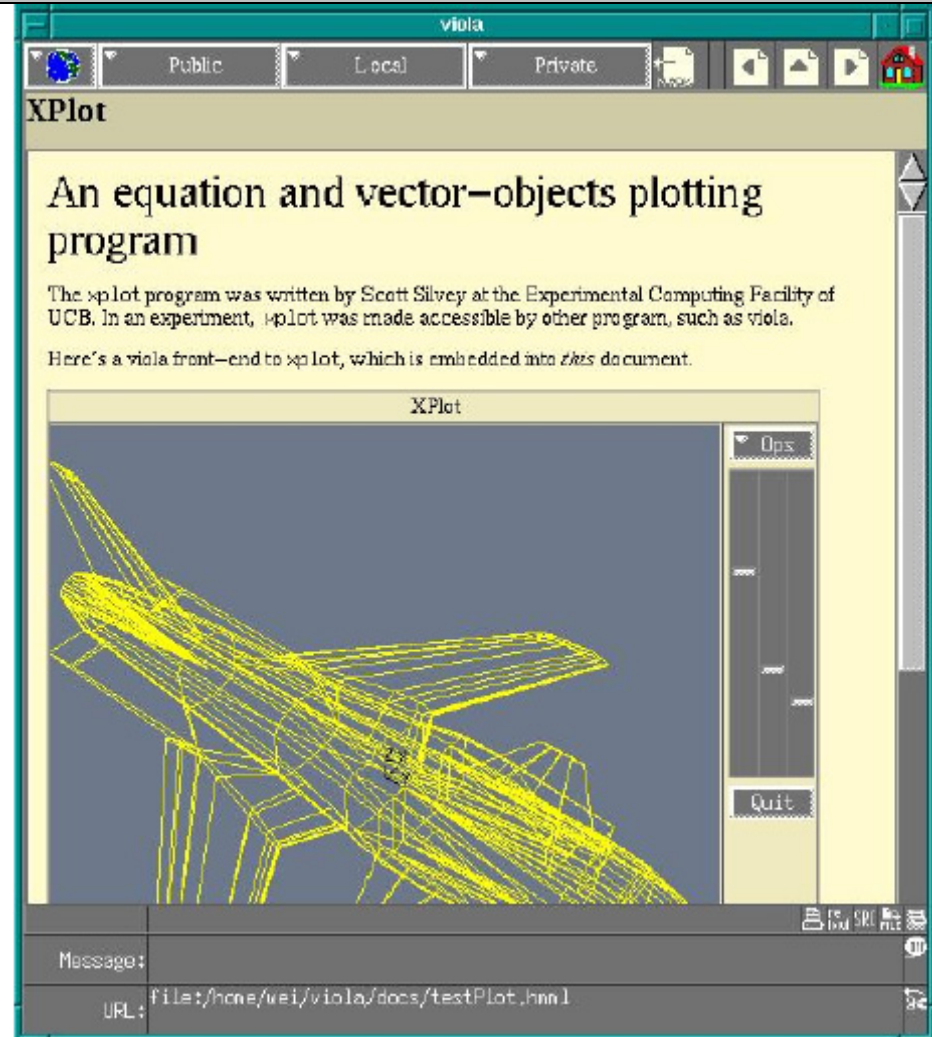 viola
Public Local Private
XPlot
An equation and vector-objects plotting
program
The xplot program was written by Scott Silvey at the Experimental Computing Facility of
UCB. In an experiment, xplot was made accessible by other program, such as viola.
Here's a viola front-end to xplot, which is embedded into this document.
XPlot
Ops
Quit
SRC
Message:
URL: file:/home/wei/viola/docs/testPlot.hmml